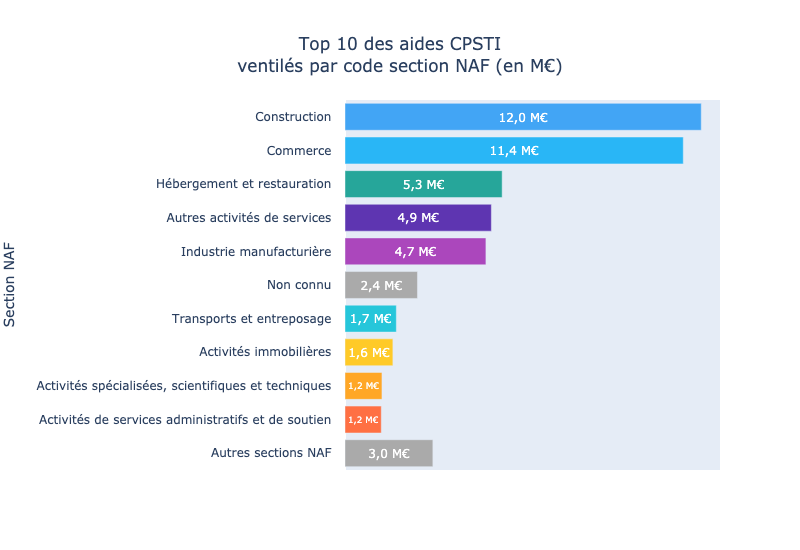 Top 10 des aides CPSTI
ventilés par code section NAF (en M€)
Section NAF
Construction 12,0 M€
Commerce 11,4 M€
Hébergement et restauration 5,3 M€
Autres activités de services 4,9 M€
Industrie manufacturière 4,7 M€
Non connu 2,4 M€
Transports et entreposage 1,7 M€
Activités immobilières 1,6 M€
Activités spécialisées, scientifiques et techniques 1,2 M€
Activités de services administratifs et de soutien 1,2 M€
Autres sections NAF 3,0 M€